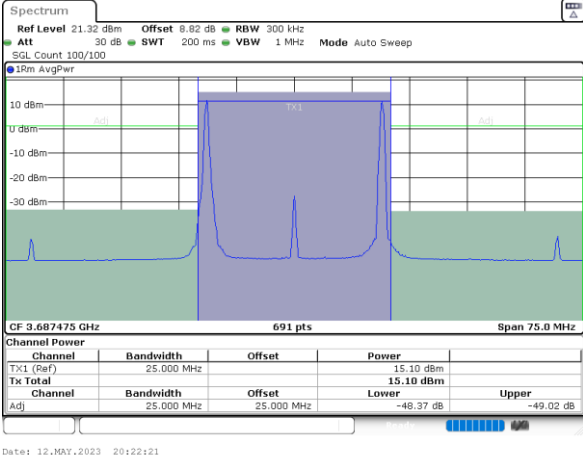 Spectrum
Ref Level 21.32 dBm Offset 8.82 dB RBW 300 kHz
Att 30 dB SWT 200 ms VBW 1 MHz Mode Auto Sweep
SGL Count 100/100
1Rm AvgPwr
10 dBm
TX1
Adj Adj
0 dBm
-10 dBm
-20 dBm
-30 dBm
CF 3.687475 GHz 691 pts Span 75.0 MHz
Channel Power
Channel Bandwidth Offset Power
TX1 (Ref) 25.000 MHz 15.10 dBm
Tx Total 15.10 dBm
Channel Bandwidth Offset Lower Upper
Adj 25.000 MHz 25.000 MHz -48.37 dB -49.02 dB
Date: 12.MAY.2023 20:22:21